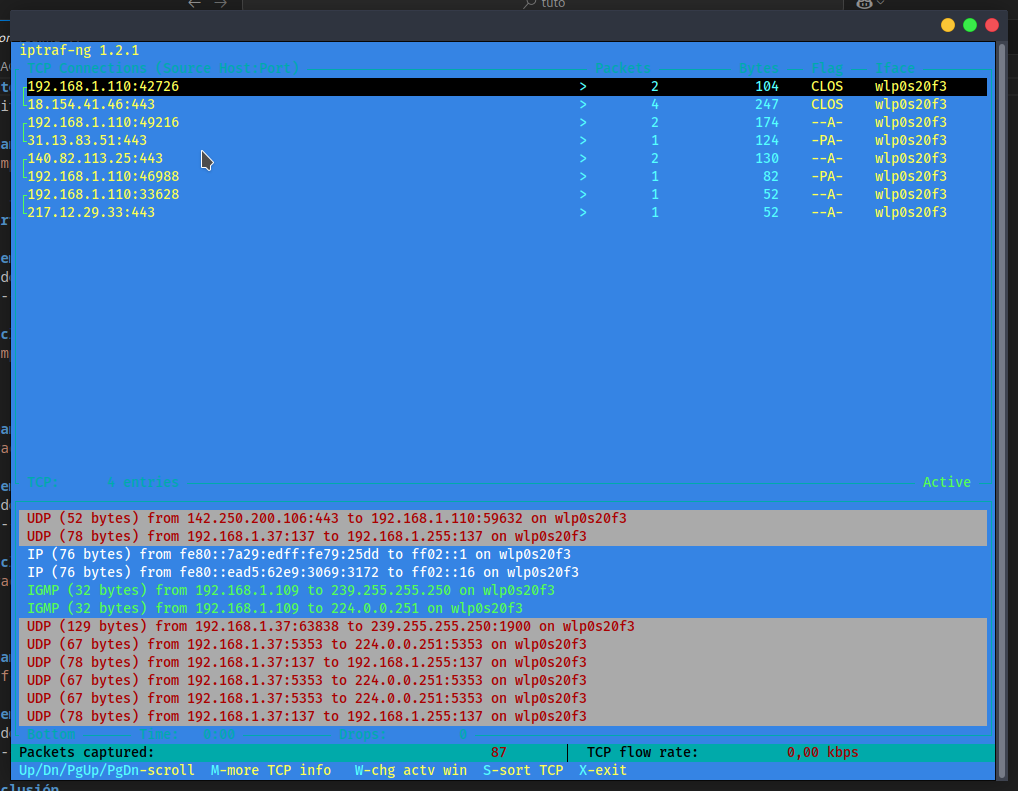 tuto
iptraf-ng 1.2.1
TCP Connections (Source Host:Port) Packets Bytes Flag Iface
192.168.1.110:42726 > 2 104 CLOS wlp0s20f3
18.154.41.46:443 > 4 247 CLOS wlp0s20f3
192.168.1.110:49216 > 2 174 --A- wlp0s20f3
31.13.83.51:443 > 1 124 -PA- wlp0s20f3
140.82.113.25:443 > 2 130 --A- wlp0s20f3
192.168.1.110:46988 > 1 82 -PA- wlp0s20f3
192.168.1.110:33628 > 1 52 --A- wlp0s20f3
217.12.29.33:443 > 1 52 --A- wlp0s20f3
TCP: entries Active
UDP (52 bytes) from 142.250.200.106:443 to 192.168.1.110:59632 on wlp0s20f3
UDP (78 bytes) from 192.168.1.37:137 to 192.168.1.255:137 on wlp0s20f3
IP (76 bytes) from fe80::7a29:edff:fe79:25dd to ff02::1 on wlp0s20f3
IP (76 bytes) from fe80::ead5:62e9:3069:3172 to ff02::16 on wlp0s20f3
IGMP (32 bytes) from 192.168.1.109 to 239.255.255.250 on wlp0s20f3
IGMP (32 bytes) from 192.168.1.109 to 224.0.0.251 on wlp0s20f3
UDP (129 bytes) from 192.168.1.37:63838 to 239.255.255.250:1900 on wlp0s20f3
UDP (67 bytes) from 192.168.1.37:5353 to 224.0.0.251:5353 on wlp0s20f3
UDP (78 bytes) from 192.168.1.37:137 to 192.168.1.255:137 on wlp0s20f3
UDP (67 bytes) from 192.168.1.37:5353 to 224.0.0.251:5353 on wlp0s20f3
UDP (67 bytes) from 192.168.1.37:5353 to 224.0.0.251:5353 on wlp0s20f3
UDP (78 bytes) from 192.168.1.37:137 to 192.168.1.255:137 on wlp0s20f3
Time: Drops:
Packets captured: 87 TCP flow rate: 0,00 kbps
Up/Dn/PgUp/PgDn-scroll M-more TCP info W-chg actv win S-sort TCP X-exit
clusión